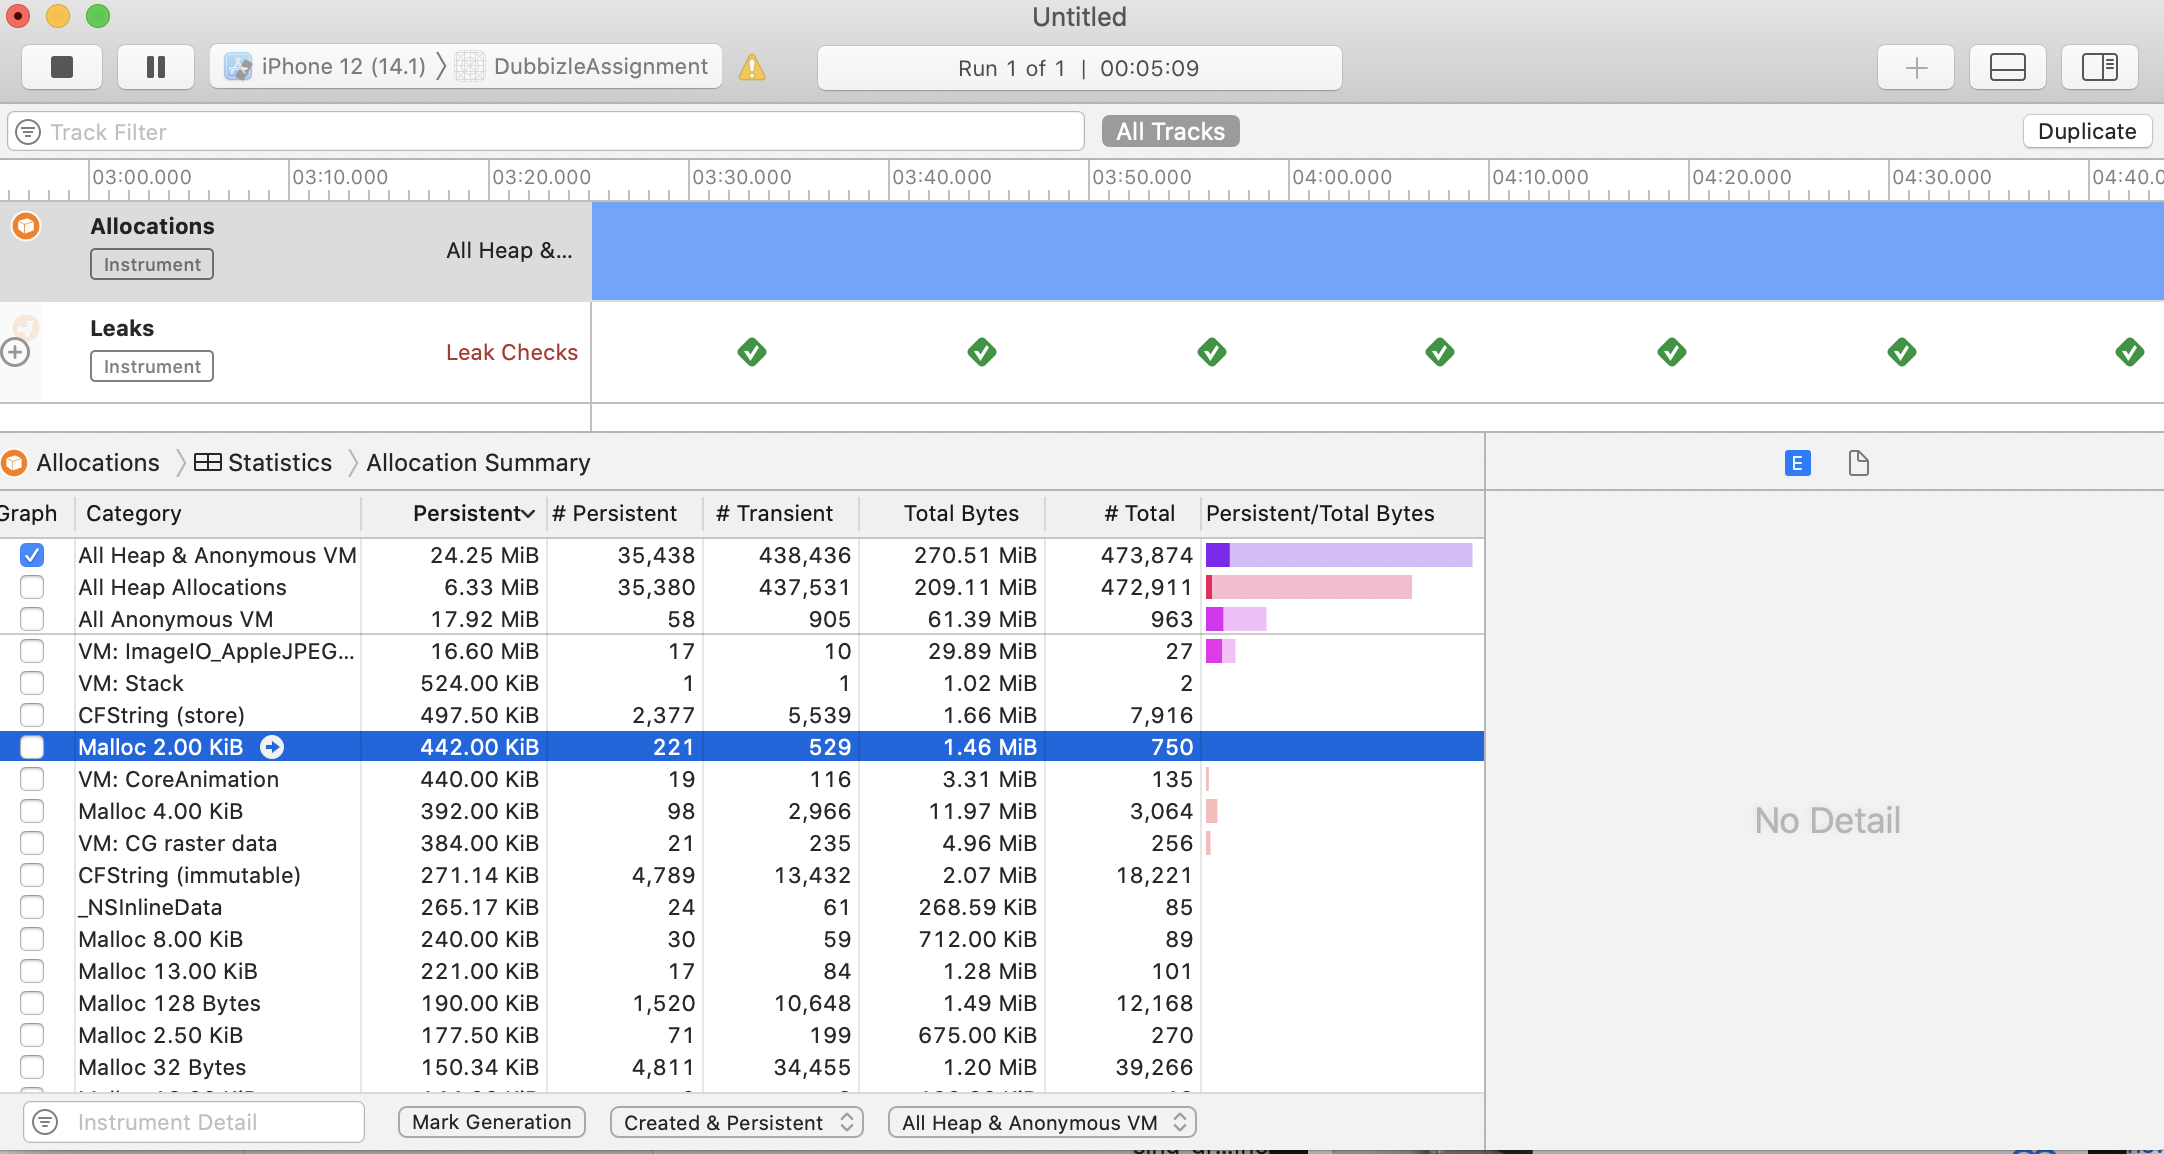 Untitled
iPhone 12 (14.1) DubbizleAssignment
Run 1 of 1 | 00:05:09
Track Filter
All Tracks
Duplicate
03:00.000 03:10.000 03:20.000 03:30.000 03:40.000 03:50.000 04:00.000 04:10.000 04:20.000 04:30.000 04:40.0
Allocations
Instrument
All Heap &...
Leaks
Instrument
Leak Checks
Allocations Statistics Allocation Summary
E
Graph Category Persistent # Persistent # Transient Total Bytes # Total Persistent/Total Bytes
All Heap & Anonymous VM 24.25 MiB 35,438 438,436 270.51 MiB 473,874
All Heap Allocations 6.33 MiB 35,380 437,531 209.11 MiB 472,911
All Anonymous VM 17.92 MiB 58 905 61.39 MiB 963
VM: ImageIO_AppleJPEG... 16.60 MiB 17 10 29.89 MiB 27
VM: Stack 524.00 KiB 1 1 1.02 MiB 2
CFString (store) 497.50 KiB 2,377 5,539 1.66 MiB 7,916
Malloc 2.00 KiB 442.00 KiB 221 529 1.46 MiB 750
VM: CoreAnimation 440.00 KiB 19 116 3.31 MiB 135
Malloc 4.00 KiB 392.00 KiB 98 2,966 11.97 MiB 3,064
VM: CG raster data 384.00 KiB 21 235 4.96 MiB 256
CFString (immutable) 271.14 KiB 4,789 13,432 2.07 MiB 18,221
_NSInlineData 265.17 KiB 24 61 268.59 KiB 85
Malloc 8.00 KiB 240.00 KiB 30 59 712.00 KiB 89
Malloc 13.00 KiB 221.00 KiB 17 84 1.28 MiB 101
Malloc 128 Bytes 190.00 KiB 1,520 10,648 1.49 MiB 12,168
Malloc 2.50 KiB 177.50 KiB 71 199 675.00 KiB 270
Malloc 32 Bytes 150.34 KiB 4,811 34,455 1.20 MiB 39,266
No Detail
Instrument Detail
Mark Generation
Created & Persistent
All Heap & Anonymous VM